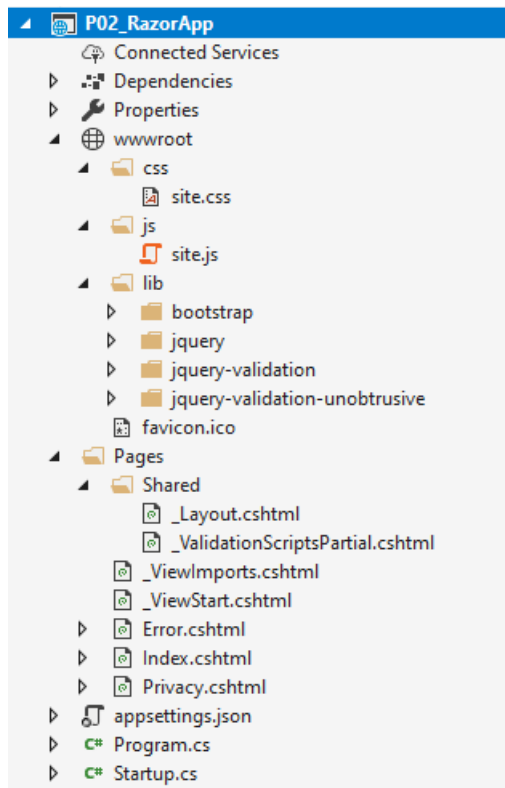 P02_RazorApp
Connected Services
Dependencies
Properties
wwwroot
css
site.css
js
site.js
lib
bootstrap
jquery
jquery-validation
jquery-validation-unobtrusive
favicon.ico
Pages
Shared
_Layout.cshtml
_ValidationScriptsPartial.cshtml
_ViewImports.cshtml
_ViewStart.cshtml
Error.cshtml
Index.cshtml
Privacy.cshtml
appsettings.json
C# Program.cs
C# Startup.cs